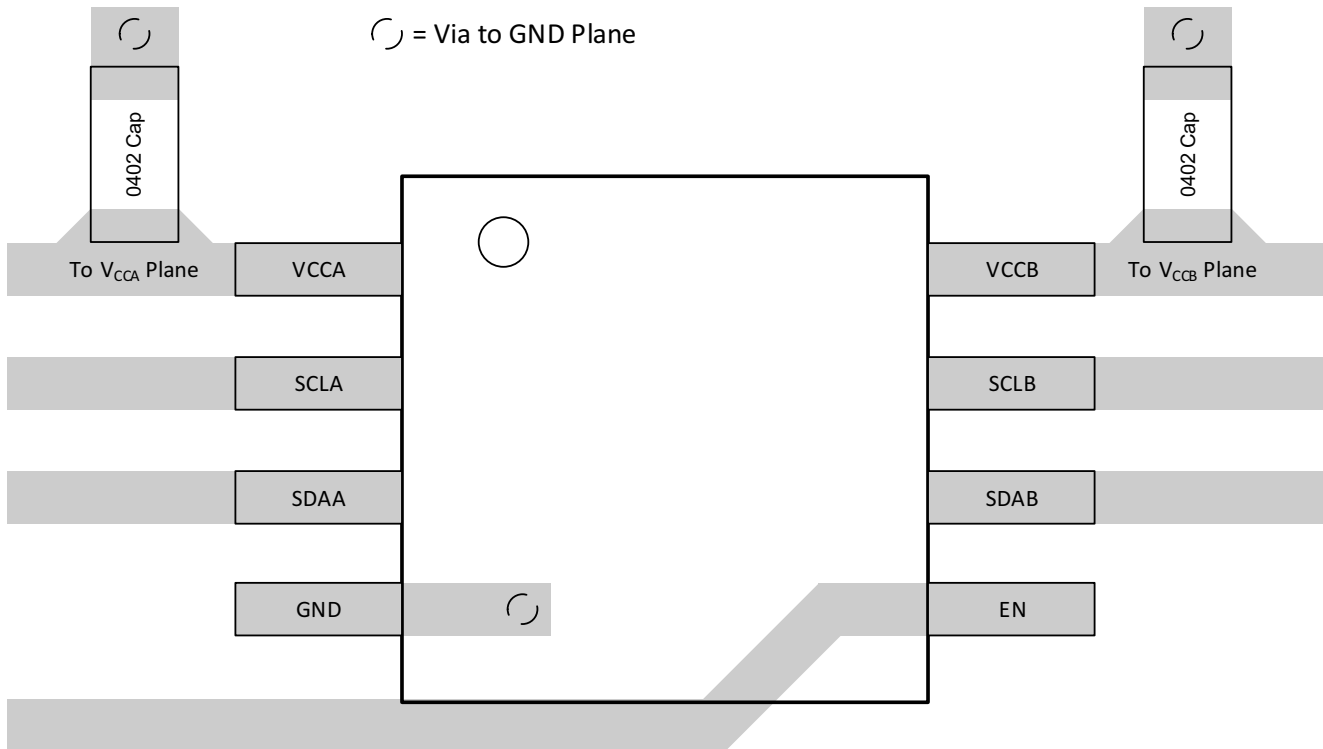 = Via to GND Plane
0402 Cap
0402 Cap
To VCCA Plane
VCCA
VCCB
To VCCB Plane
SCLA
SCLB
SDAA
SDAB
GND
EN